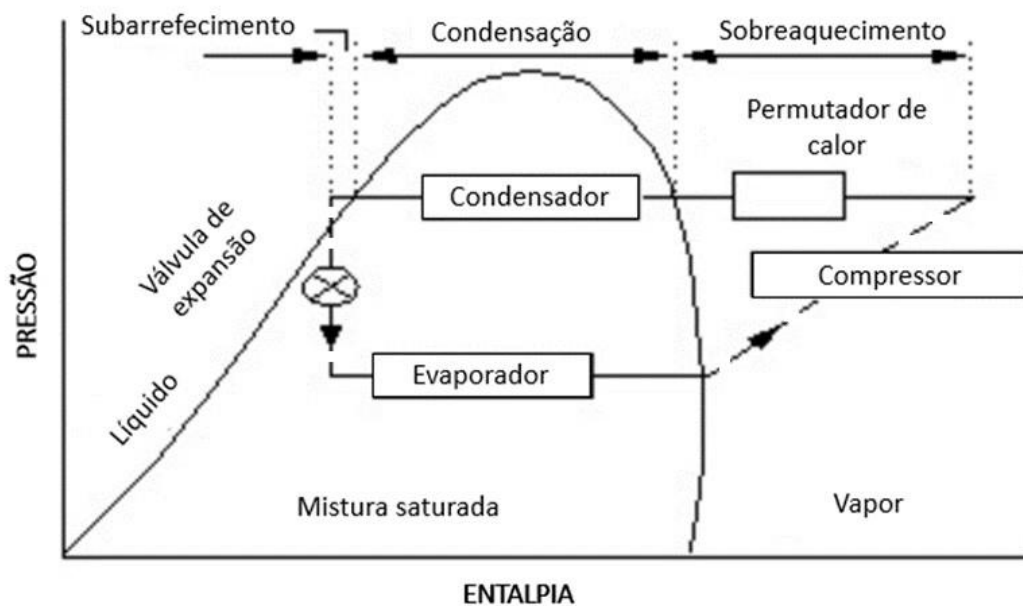 Subarrefecimento
Condensação
Sobreaquecimento
Permutador de
calor
Condensador
Válvula de
expansão
Compressor
PRESSÃO
Evaporador
Líquido
Mistura saturada
Vapor
ENTALPIA